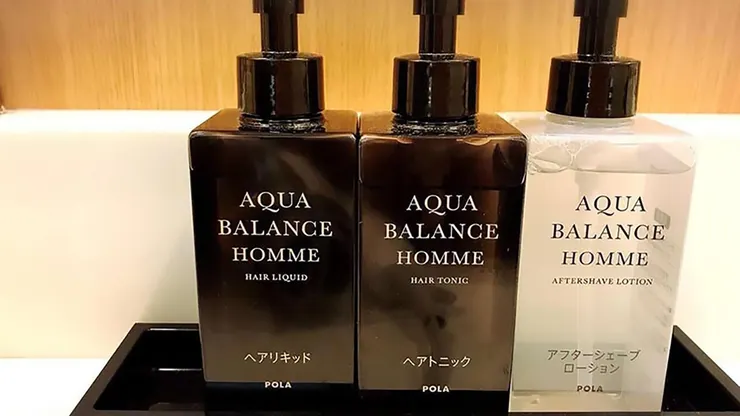 AQUA
BALANCE
HOMME
HAIR LIQUID
ヘアリキッド
POLA
AQUA
BALANCE
HOMME
HAIR TONIC
ヘアトニック
POLA
AQUA
BALANCE
HOMME
AFTERSHAVE LOTION
アフターシェーブ
ローション
POLA